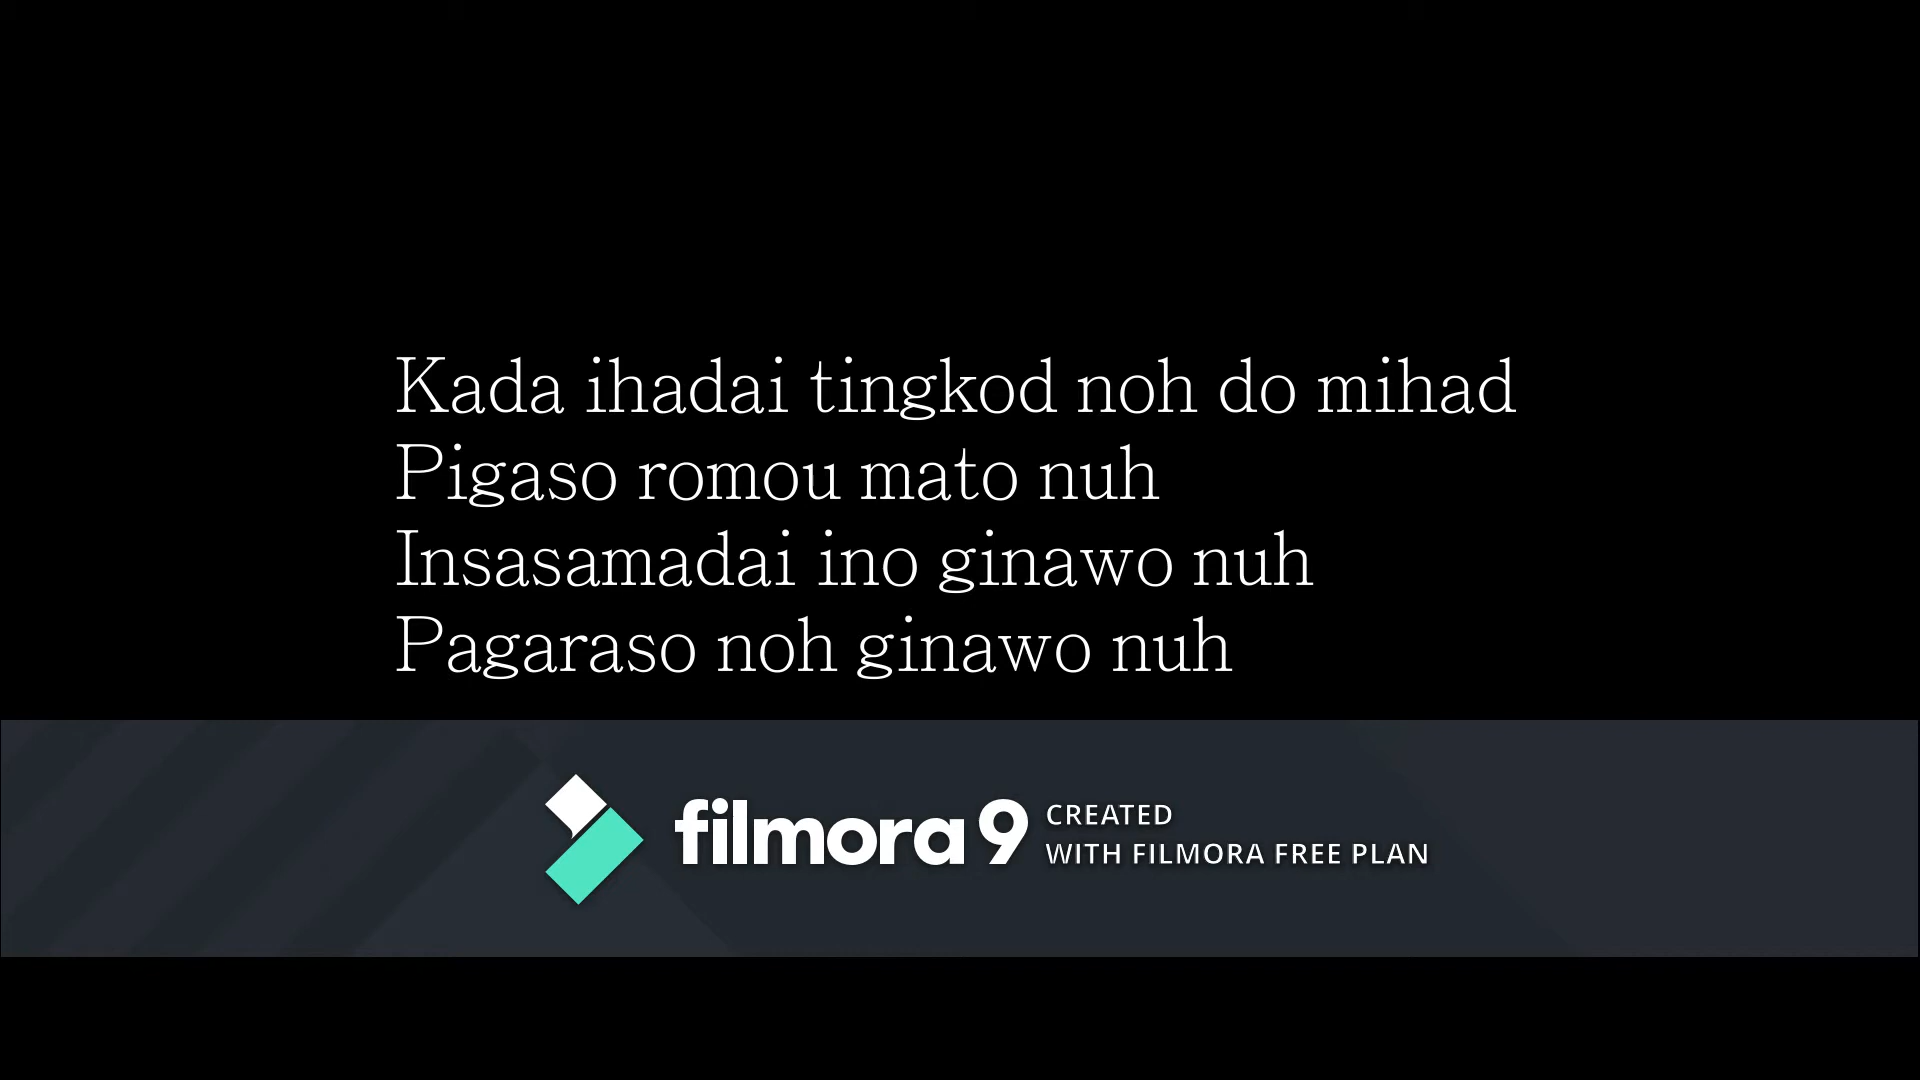 Kada ihadai tingkod noh do mihad
Pigaso romou mato nuh
Insasamadai ino ginawo nuh
Pagaraso noh ginawo nuh
filmora 9 CREATED
WITH FILMORA FREE PLAN